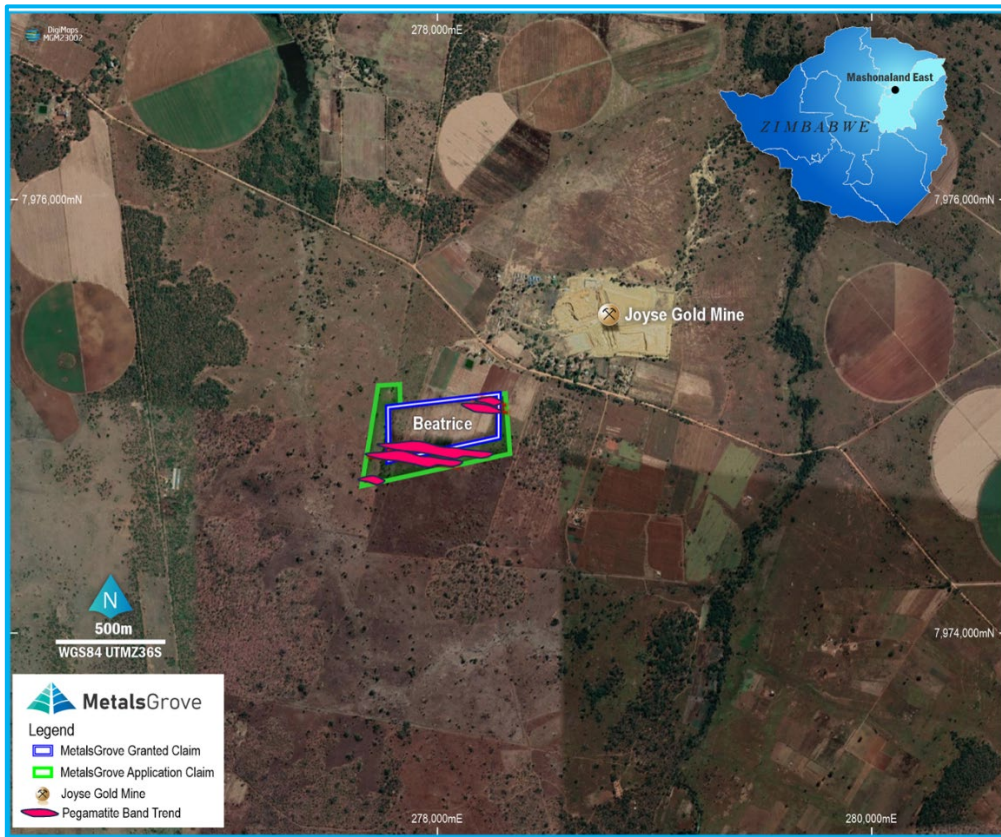 DigiMaps
MGM23002
278,000mE
Mashonaland East
ZIMBABWE
7,976,000mN
7,976,000mN
Joyse Gold Mine
Beatrice
N
500m
WGS84 UTMZ36S
7,974,000mN
MetalsGrove
Legend
MetalsGrove Granted Claim
MetalsGrove Application Claim
Joyse Gold Mine
Pegamatite Band Trend
278,000mE
280,000mE